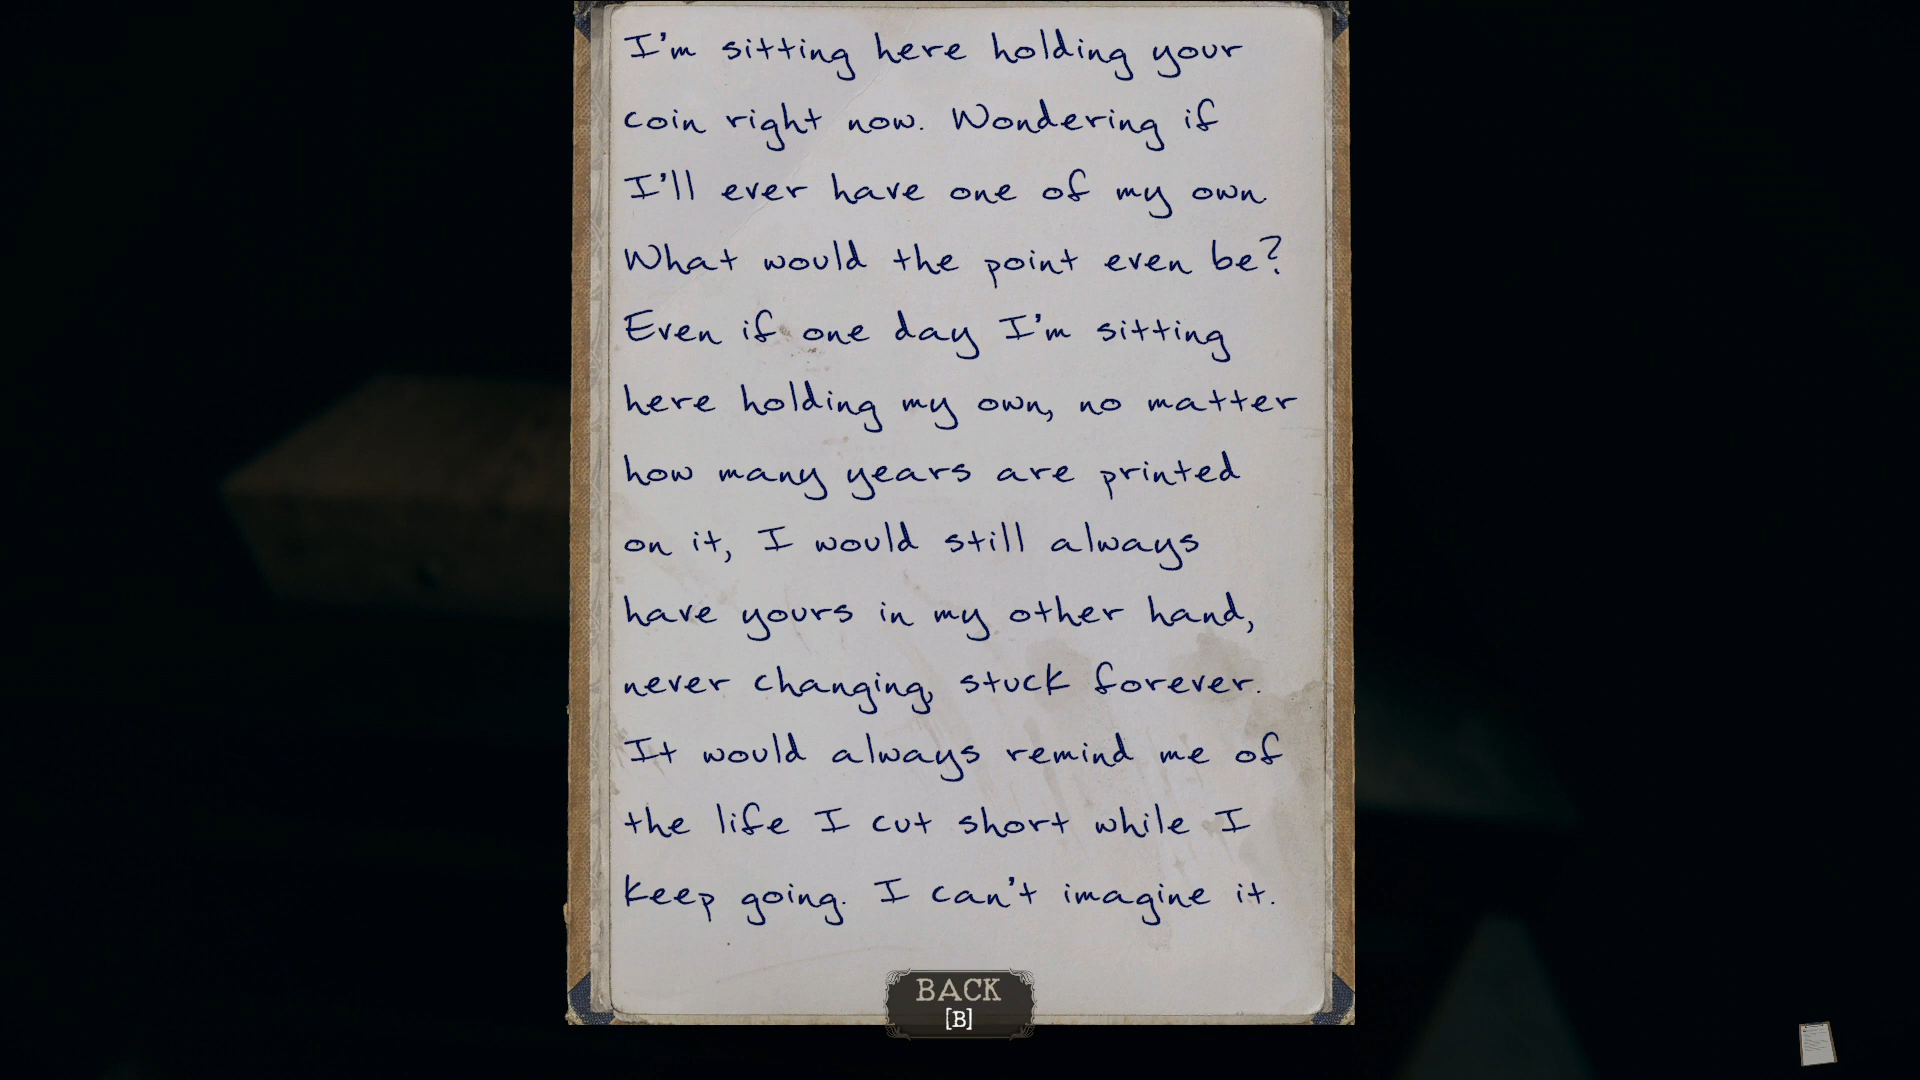 I'm sitting here holding your
coin right now. Wondering if
I'll ever have one of my own.
What would the point even be?
Even if one day I'm sitting
here holding my own, no matter
how many years are printed
on it, I would still always
have yours in my other hand,
never changing, stuck forever.
It would always remind me of
the life I cut short while I
keep going. I can't imagine it.
BACK
[B]